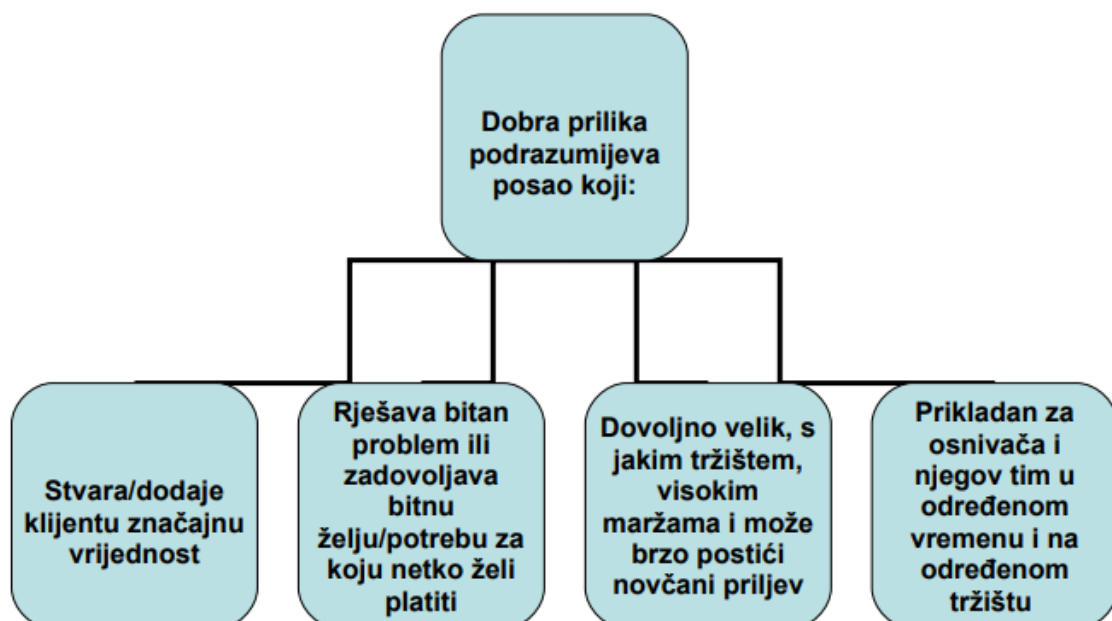 Dobra prilika
podrazumijeva
posao koji:
Stvara/dodaje
klijentu značajnu
vrijednost
Rješava bitan
problem ili
zadovoljava
bitnu
želju/potrebu za
koju netko želi
platiti
Dovoljno velik, s
jakim tržištem,
visokim
maržama i može
brzo postići
novčani priljev
Prikladan za
osnivača i
njegov tim u
određenom
vremenu i na
određenom
tržištu